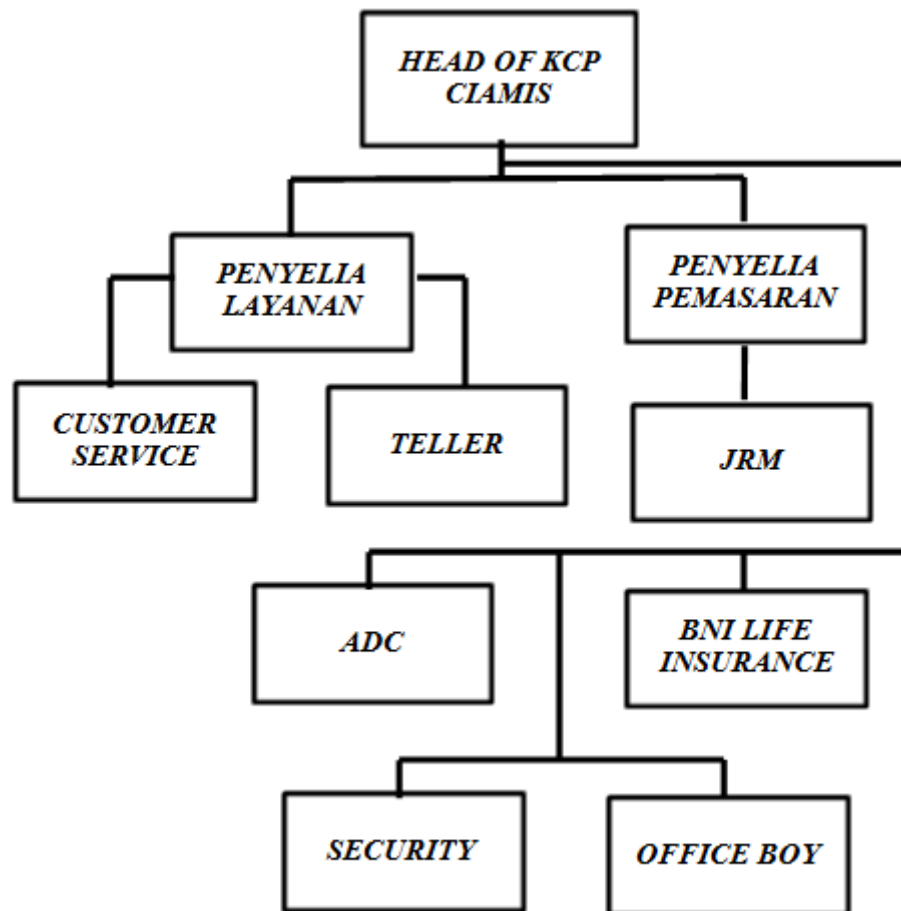 HEAD OF KCP
CIAMIS
PENYELIA
LAYANAN
PENYELIA
PEMASARAN
CUSTOMER
SERVICE
TELLER
JRM
ADC
BNI LIFE
INSURANCE
SECURITY
OFFICE BOY